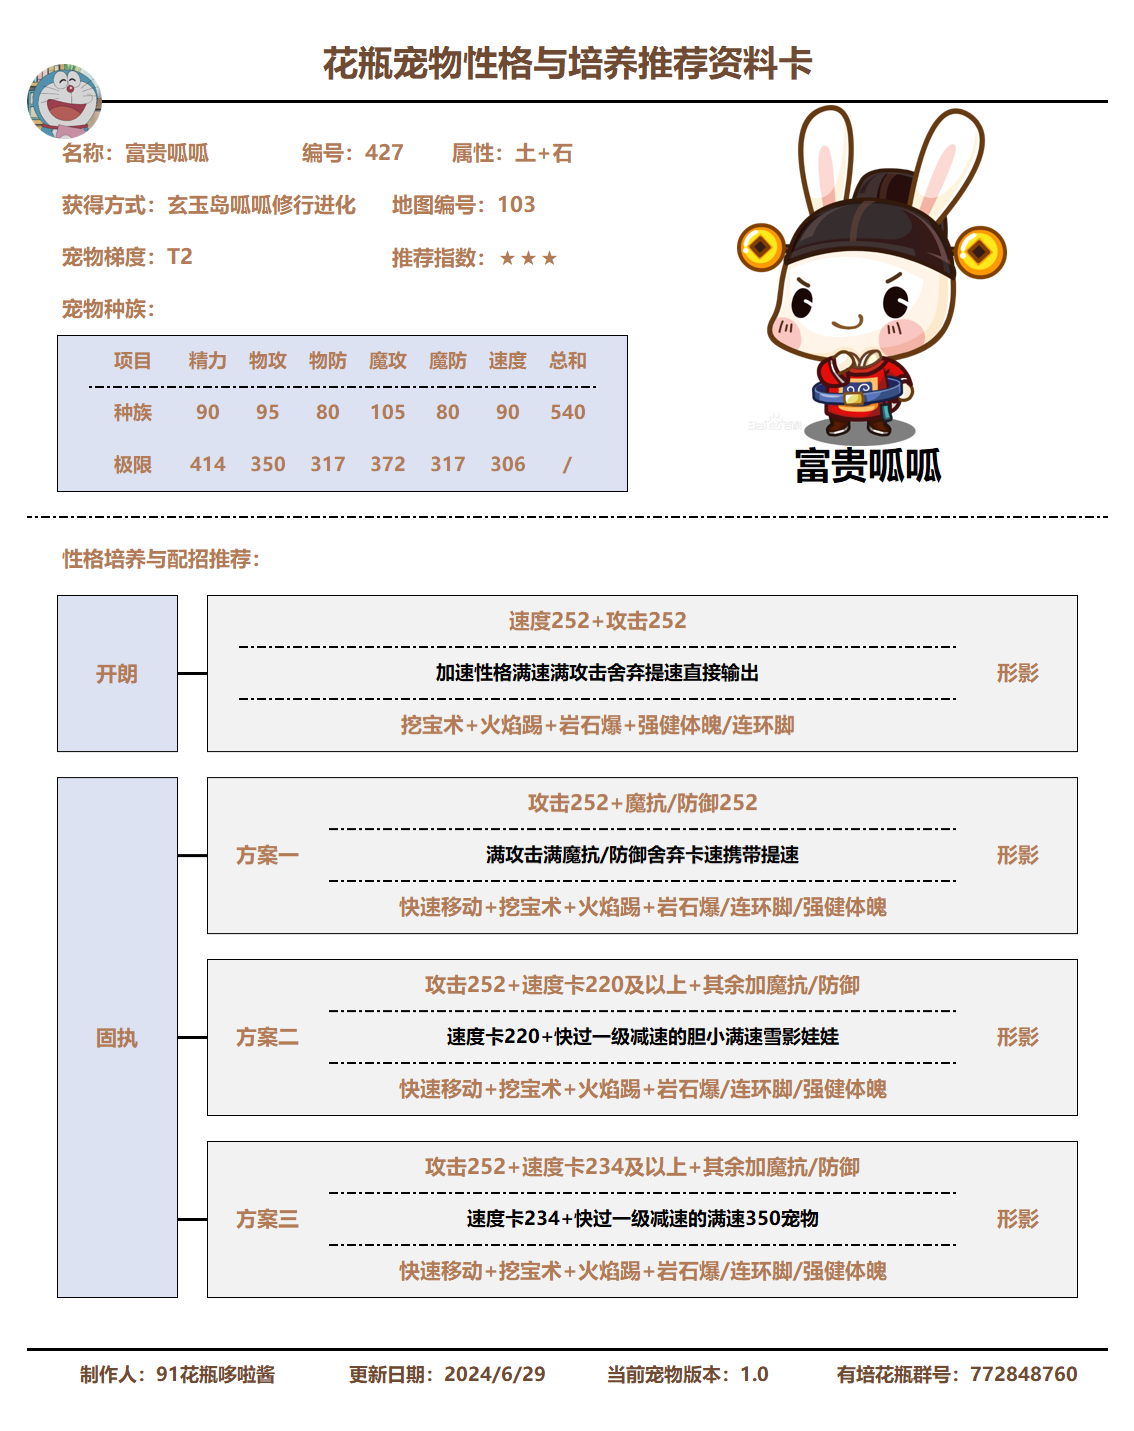 花瓶宠物性格与培养推荐资料卡
名称：富贵呱呱 编号：427 属性：土+石
获得方式：玄玉岛呱呱修行进化 地图编号：103
宠物梯度：T2 推荐指数：★★★
宠物种族：
项目 精力 物攻 物防 魔攻 魔防 速度 总和
种族 90 95 80 105 80 90 540
极限 414 350 317 372 317 306 /
富贵呱呱
性格培养与配招推荐：
开朗
速度252+攻击252
加速性格满速满攻击舍弃提速直接输出
挖宝术+火焰踢+岩石爆+强健体魄/连环脚
形影
固执
方案一
攻击252+魔抗/防御252
满攻击满魔抗/防御舍弃卡速携带提速
快速移动+挖宝术+火焰踢+岩石爆/连环脚/强健体魄
形影
方案二
攻击252+速度卡220及以上+其余加魔抗/防御
速度卡220+快过一级减速的胆小满速雪影娃娃
快速移动+挖宝术+火焰踢+岩石爆/连环脚/强健体魄
形影
方案三
攻击252+速度卡234及以上+其余加魔抗/防御
速度卡234+快过一级减速的满速350宠物
快速移动+挖宝术+火焰踢+岩石爆/连环脚/强健体魄
形影
制作人：91花瓶哆啦酱 更新日期：2024/6/29 当前宠物版本：1.0 有培花瓶群号：772848760